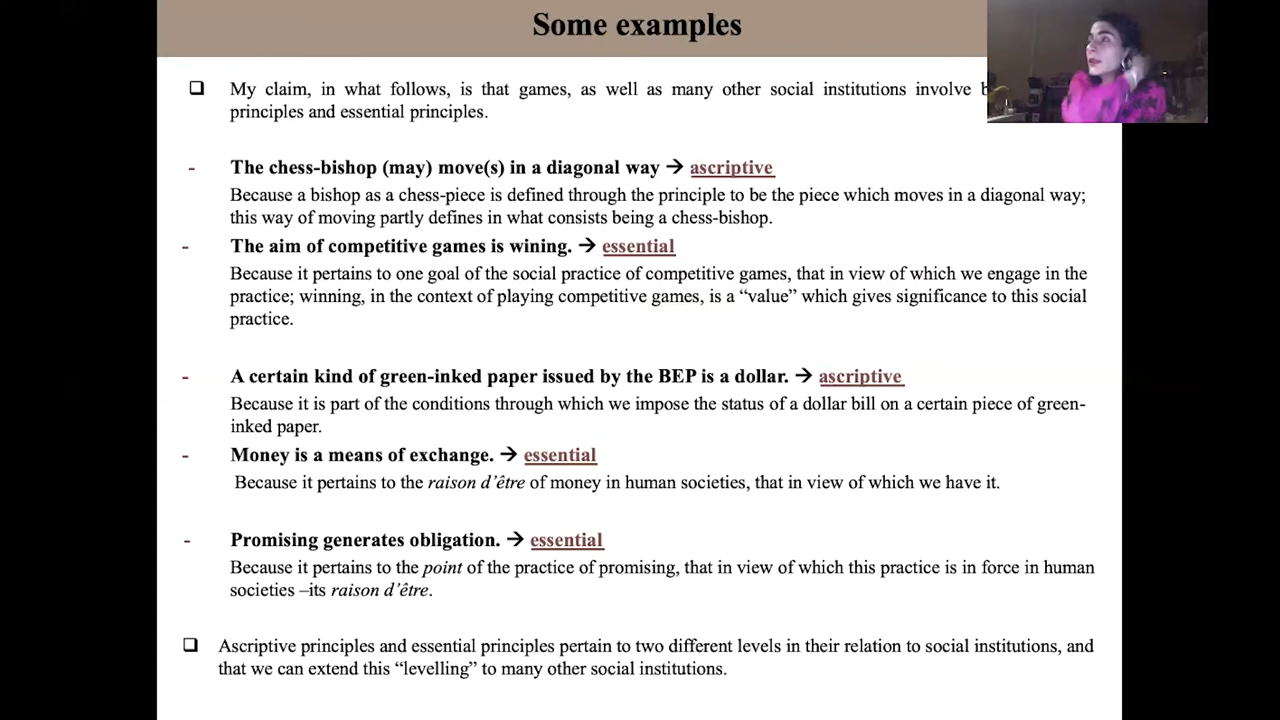 Some examples
❑ My claim, in what follows, is that games, as well as many other social institutions involve
principles and essential principles.
- The chess-bishop (may) move(s) in a diagonal way → ascriptive
Because a bishop as a chess-piece is defined through the principle to be the piece which moves in a diagonal way;
this way of moving partly defines in what consists being a chess-bishop.
- The aim of competitive games is wining. → essential
Because it pertains to one goal of the social practice of competitive games, that in view of which we engage in the
practice; winning, in the context of playing competitive games, is a “value” which gives significance to this social
practice.
- A certain kind of green-inked paper issued by the BEP is a dollar. → ascriptive
Because it is part of the conditions through which we impose the status of a dollar bill on a certain piece of green-
inked paper.
- Money is a means of exchange. → essential
Because it pertains to the raison d’être of money in human societies, that in view of which we have it.
- Promising generates obligation. → essential
Because it pertains to the point of the practice of promising, that in view of which this practice is in force in human
societies –its raison d’être.
❑ Ascriptive principles and essential principles pertain to two different levels in their relation to social institutions, and
that we can extend this “levelling” to many other social institutions.